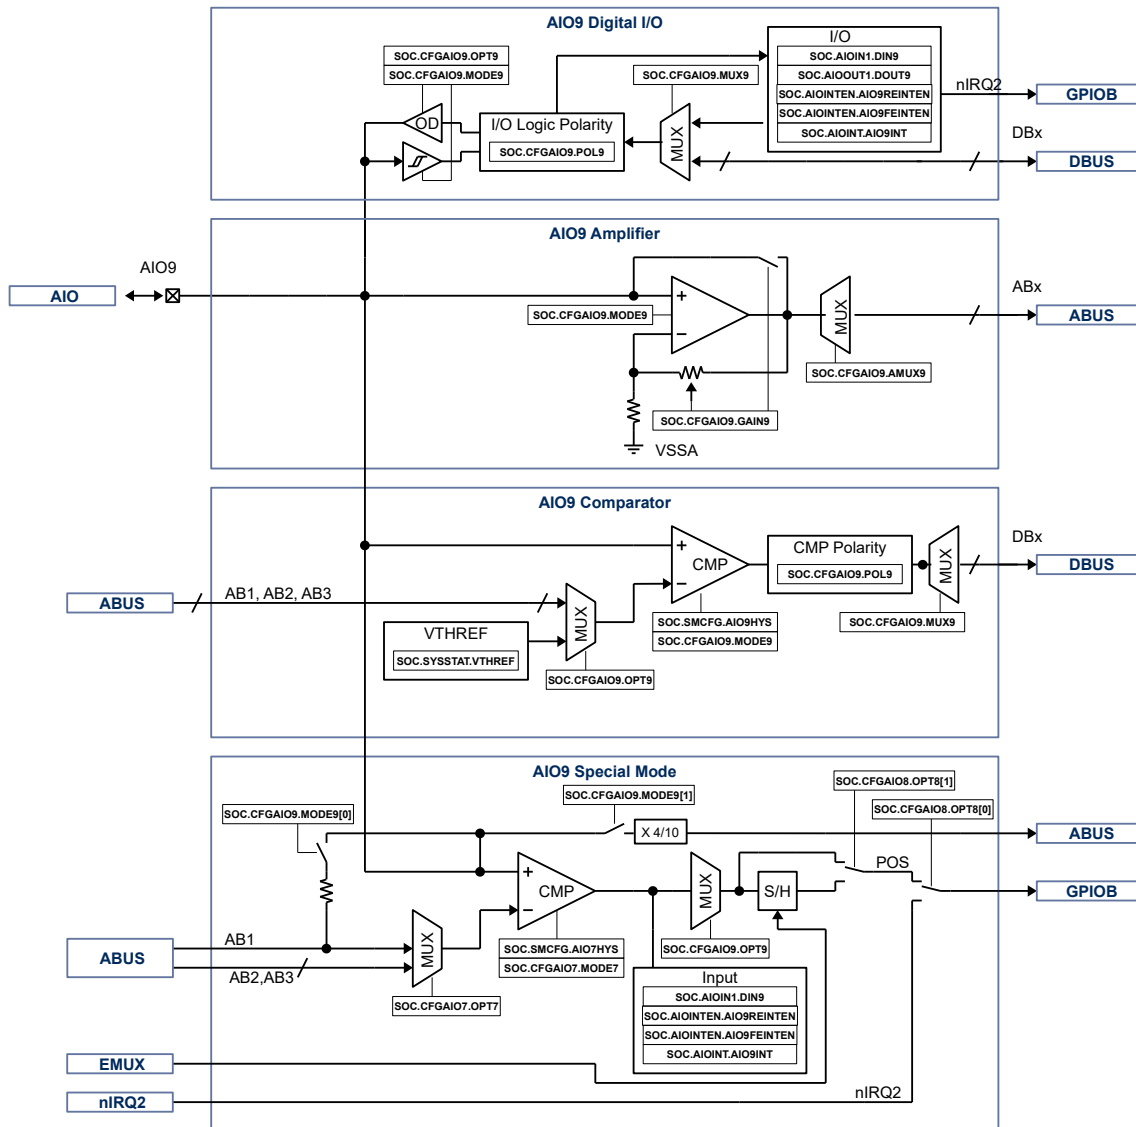 AIO9 Digital I/O
SOC.CFGAIO9.OPT9
SOC.CFGAIO9.MODE9
OD
I/O Logic Polarity
SOC.CFGAIO9.POL9
SOC.CFGAIO9.MUX9
MUX
I/O
SOC.AIOIN1.DIN9
SOC.AIOOUT1.DOUT9
SOC.AIOINTEN.AIO9REINTEN
SOC.AIOINTEN.AIO9FEINTEN
SOC.AIOINT.AIO9INT
nIRQ2
GPIOB
DBx
DBUS
AIO9 Amplifier
AIO
AIO9
SOC.CFGAIO9.MODE9
+
−
MUX
SOC.CFGAIO9.AMUX9
SOC.CFGAIO9.GAIN9
VSSA
ABx
ABUS
AIO9 Comparator
ABUS
AB1, AB2, AB3
VTHREF
SOC.SYSSTAT.VTHREF
MUX
SOC.CFGAIO9.OPT9
+
−
CMP
SOC.SMCFG.AIO9HYS
SOC.CFGAIO9.MODE9
CMP Polarity
SOC.CFGAIO9.POL9
MUX
SOC.CFGAIO9.MUX9
DBx
DBUS
AIO9 Special Mode
SOC.CFGAIO9.MODE9[0]
SOC.CFGAIO9.MODE9[1]
X 4/10
SOC.CFGAIO8.OPT8[1]
SOC.CFGAIO8.OPT8[0]
ABUS
POS
GPIOB
+
−
CMP
SOC.SMCFG.AIO7HYS
SOC.CFGAIO7.MODE7
MUX
SOC.CFGAIO9.OPT9
S/H
ABUS
AB1
AB2,AB3
MUX
SOC.CFGAIO7.OPT7
Input
SOC.AIOIN1.DIN9
SOC.AIOINTEN.AIO9REINTEN
SOC.AIOINTEN.AIO9FEINTEN
SOC.AIOINT.AIO9INT
EMUX
nIRQ2
nIRQ2